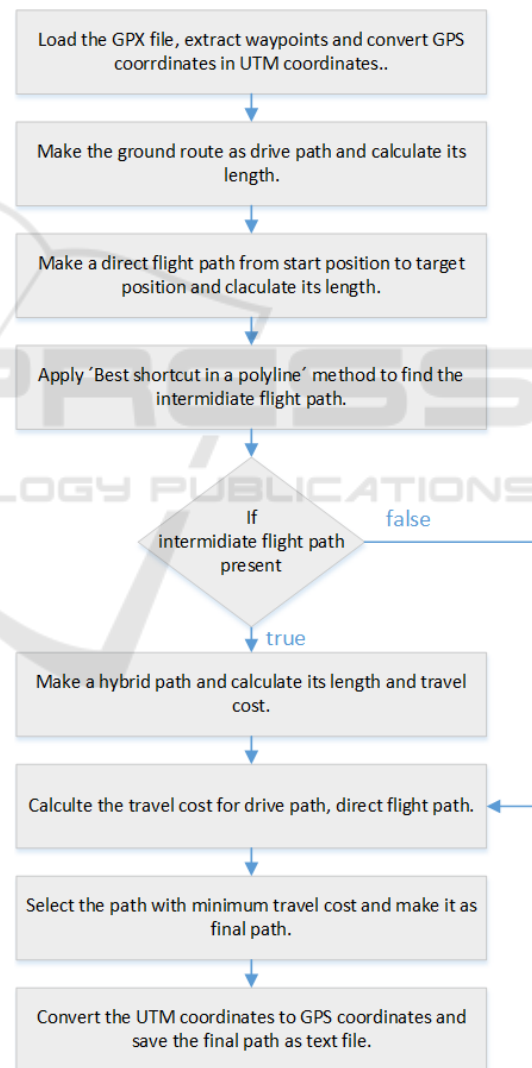 Load the GPX file, extract waypoints and convert GPS
coorrdinates in UTM coordinates..
Make the ground route as drive path and calculate its
length.
Make a direct flight path from start position to target
position and claculate its length.
Apply ´Best shortcut in a polyline´ method to find the
intermidiate flight path.
If
intermidiate flight path
present
false
true
Make a hybrid path and calculate its length and travel
cost.
Calculte the travel cost for drive path, direct flight path.
Select the path with minimum travel cost and make it as
final path.
Convert the UTM coordinates to GPS coordinates and
save the final path as text file.
PRESS
LOGY PUBLICATIONS